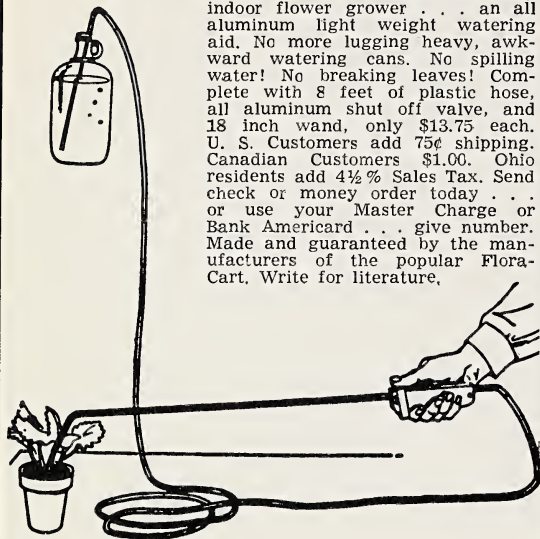 indoor flower grower . . . an all
aluminum light weight watering
aid. No more lugging heavy, awk-
ward watering cans. No spilling
water! No breaking leaves! Com-
plete with 8 feet of plastic hose,
all aluminum shut off valve, and
18 inch wand, only $13.75 each.
U. S. Customers add 75¢ shipping.
Canadian Customers $1.00. Ohio
residents add 4½% Sales Tax. Send
check or money order today . . .
or use your Master Charge or
Bank Americard . . . give number.
Made and guaranteed by the man-
ufacturers of the popular Flora-
Cart. Write for literature,